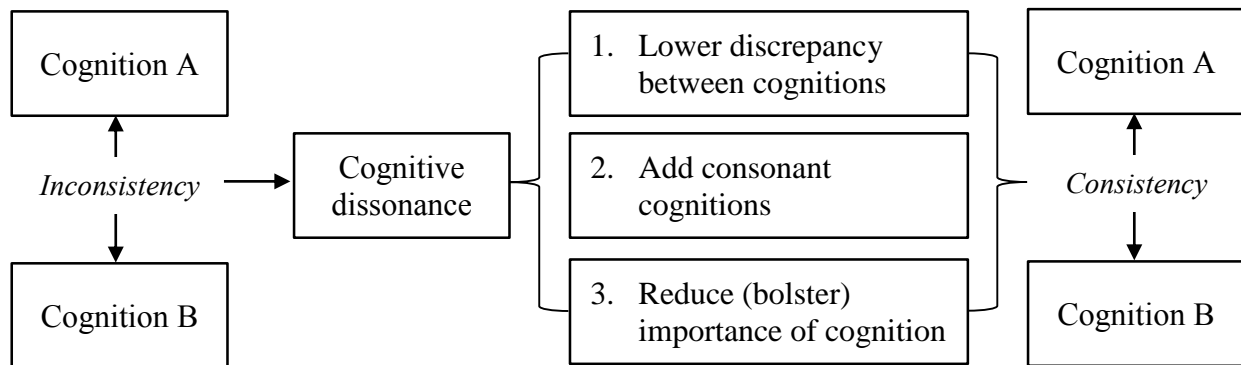 Cognition A
Inconsistency
Cognition B
Cognitive
dissonance
1. Lower discrepancy
between cognitions
2. Add consonant
cognitions
3. Reduce (bolster)
importance of cognition
Cognition A
Consistency
Cognition B